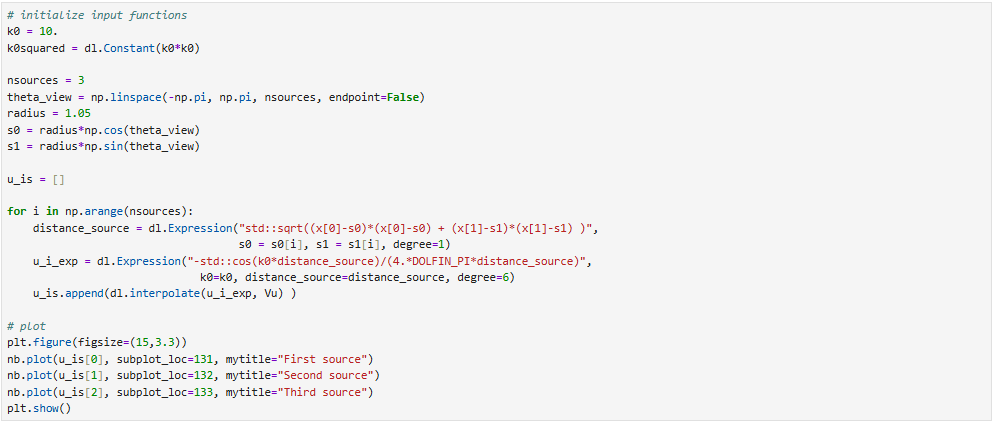 # initialize input functions
k0 = 10.
k0squared = dl.Constant(k0*k0)

nsources = 3
theta_view = np.linspace(-np.pi, np.pi, nsources, endpoint=False)
radius = 1.05
s0 = radius*np.cos(theta_view)
s1 = radius*np.sin(theta_view)

u_is = []

for i in np.arange(nsources):
    distance_source = dl.Expression("std::sqrt((x[0]-s0)*(x[0]-s0) + (x[1]-s1)*(x[1]-s1) )",
                                    s0 = s0[i], s1 = s1[i], degree=1)
    u_i_exp = dl.Expression("-std::cos(k0*distance_source)/(4.*DOLFIN_PI*distance_source)",
                              k0=k0, distance_source=distance_source, degree=6)
    u_is.append(dl.interpolate(u_i_exp, Vu) )

# plot
plt.figure(figsize=(15,3.3))
nb.plot(u_is[0], subplot_loc=131, mytitle="First source")
nb.plot(u_is[1], subplot_loc=132, mytitle="Second source")
nb.plot(u_is[2], subplot_loc=133, mytitle="Third source")
plt.show()